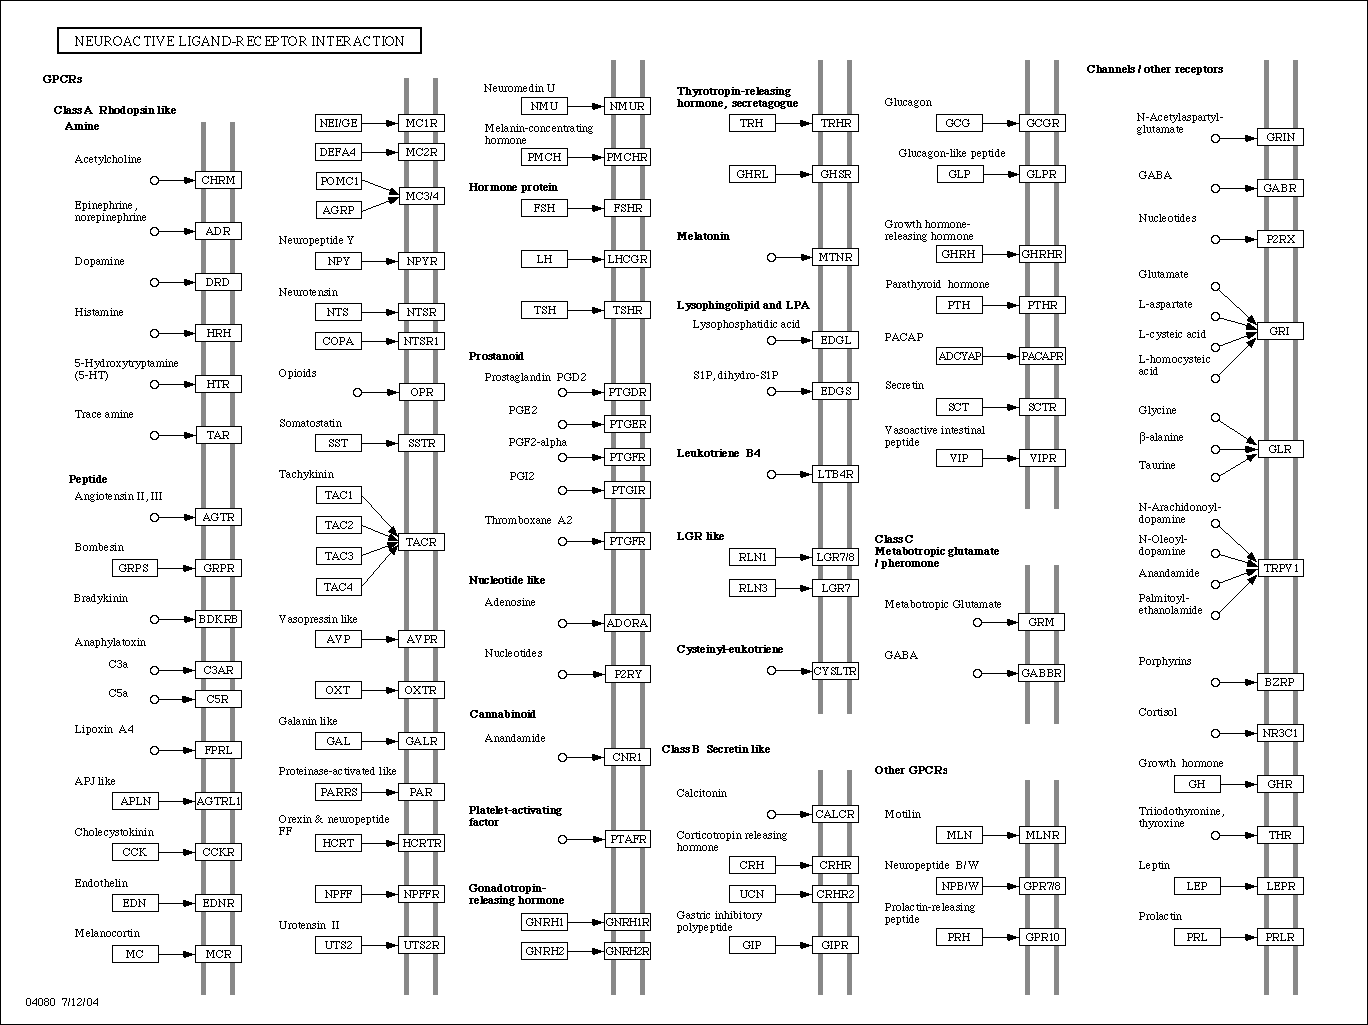 NEUROACTIVE LIGAND-RECEPTOR INTERACTION
GPCRs
Class A Rhodopsin like
Amine
Acetylcholine
CHRM
Epinephrine,
norepinephrine
ADR
Dopamine
DRD
Histamine
HRH
5-Hydroxytryptamine
(5-HT)
HTR
Trace amine
TAR
Peptide
Angiotensin II, III
AGTR
Bombesin
GRPS GRPR
Bradykinin
BDKRB
Anaphylatoxin
C3a
C3AR
C5a
C5R
Lipoxin A4
FPRL
APJ like
APLN AGTRL1
Cholecystokinin
CCK CCKR
Endothelin
EDN EDNR
Melanocortin
MC MCR
NEI/GE MC1R
DEFA4 MC2R
POMC1
MC3/4
AGRP
Neuropeptide Y
NPY NPYR
Neurotensin
NTS NTSR
COPA NTSR1
Opioids
OPR
Somatostatin
SST SSTR
Tachykinin
TAC1
TAC2
TACR
TAC3
TAC4
Vasopressin like
AVP AVPR
OXT OXTR
Galanin like
GAL GALR
Proteinase-activated like
PARRS PAR
Orexin & neuropeptide
FF
HCRT HCRTR
NPFF NPFFR
Urotensin II
UTS2 UTS2R
Neuromedin U
NMU NMUR
Melanin-concentrating
hormone
PMCH PMCHR
Hormone protein
FSH FSHR
LH LHCGR
TSH TSHR
Prostanoid
Prostaglandin PGD2
PTGDR
PGE2
PTGER
PGF2-alpha
PTGFR
PGI2
PTGIR
Thromboxane A2
PTGFR
Nucleotide like
Adenosine
ADORA
Nucleotides
P2RY
Cannabinoid
Anandamide
CNR1
Platelet-activating
factor
PTAFR
Gonadotropin-
releasing hormone
GNRH1 GNRH1R
GNRH2 GNRH2R
Thyrotropin-releasing
hormone, secretagogue
TRH TRHR
GHRL GHSR
Melatonin
MTNR
Lysophingolipid and LPA
Lysophosphatidic acid
EDGL
S1P, dihydro-S1P
EDGS
Leukotriene B4
LTB4R
LGR like
RLN1 LGR7/8
RLN3 LGR7
Cysteinyl-eukotriene
CYSLTR
Class B Secretin like
Calcitonin
CALCR
Corticotropin releasing
hormone
CRH CRHR
UCN CRHR2
Gastric inhibitory
polypeptide
GIP GIPR
Glucagon
GCG GCGR
Glucagon-like peptide
GLP GLPR
Growth hormone-
releasing hormone
GHRH GHRHR
Parathyroid hormone
PTH PTHR
PACAP
ADCYAP PACAPR
Secretin
SCT SCTR
Vasoactive intestinal
peptide
VIP VIPR
Class C
Metabotropic glutamate
/ pheromone
Metabotropic Glutamate
GRM
GABA
GABBR
Other GPCRs
Motilin
MLN MLNR
Neuropeptide B/W
NPB/W GPR7/8
Prolactin-releasing
peptide
PRH GPR10
Channels / other receptors
N-Acetylaspartyl-
glutamate
GRIN
GABA
GABR
Nucleotides
P2RX
Glutamate
L-aspartate
GRI
L-cysteic acid
L-homocysteic
acid
Glycine
β-alanine
GLR
Taurine
N-Arachidonoyl-
dopamine
N-Oleoyl-
dopamine
TRPV1
Anandamide
Palmitoyl-
ethanolamide
Porphyrins
BZRP
Cortisol
NR3C1
Growth hormone
GH GHR
Triiodothyronine,
thyroxine
THR
Leptin
LEP LEPR
Prolactin
PRL PRLR
04080 7/12/04